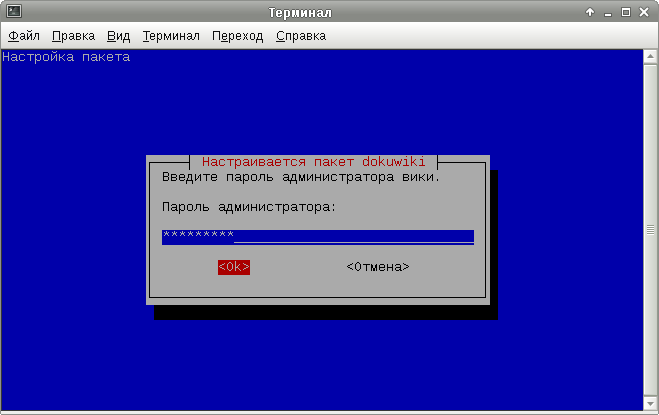 Терминал
Файл Правка Вид Терминал Переход Справка
Настройка пакета
Настраивается пакет dokuwiki
Введите пароль администратора вики.
Пароль администратора:
*********______________________________
<Ok> <Отмена>